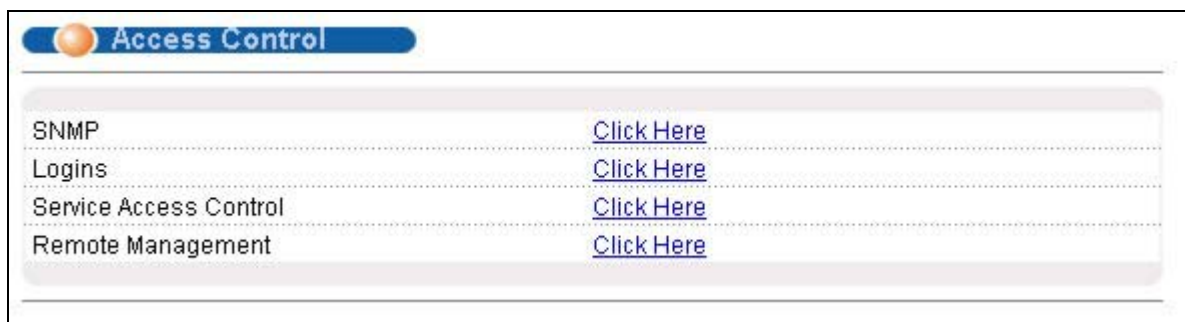 Access Control
SNMP Click Here
Logins Click Here
Service Access Control Click Here
Remote Management Click Here